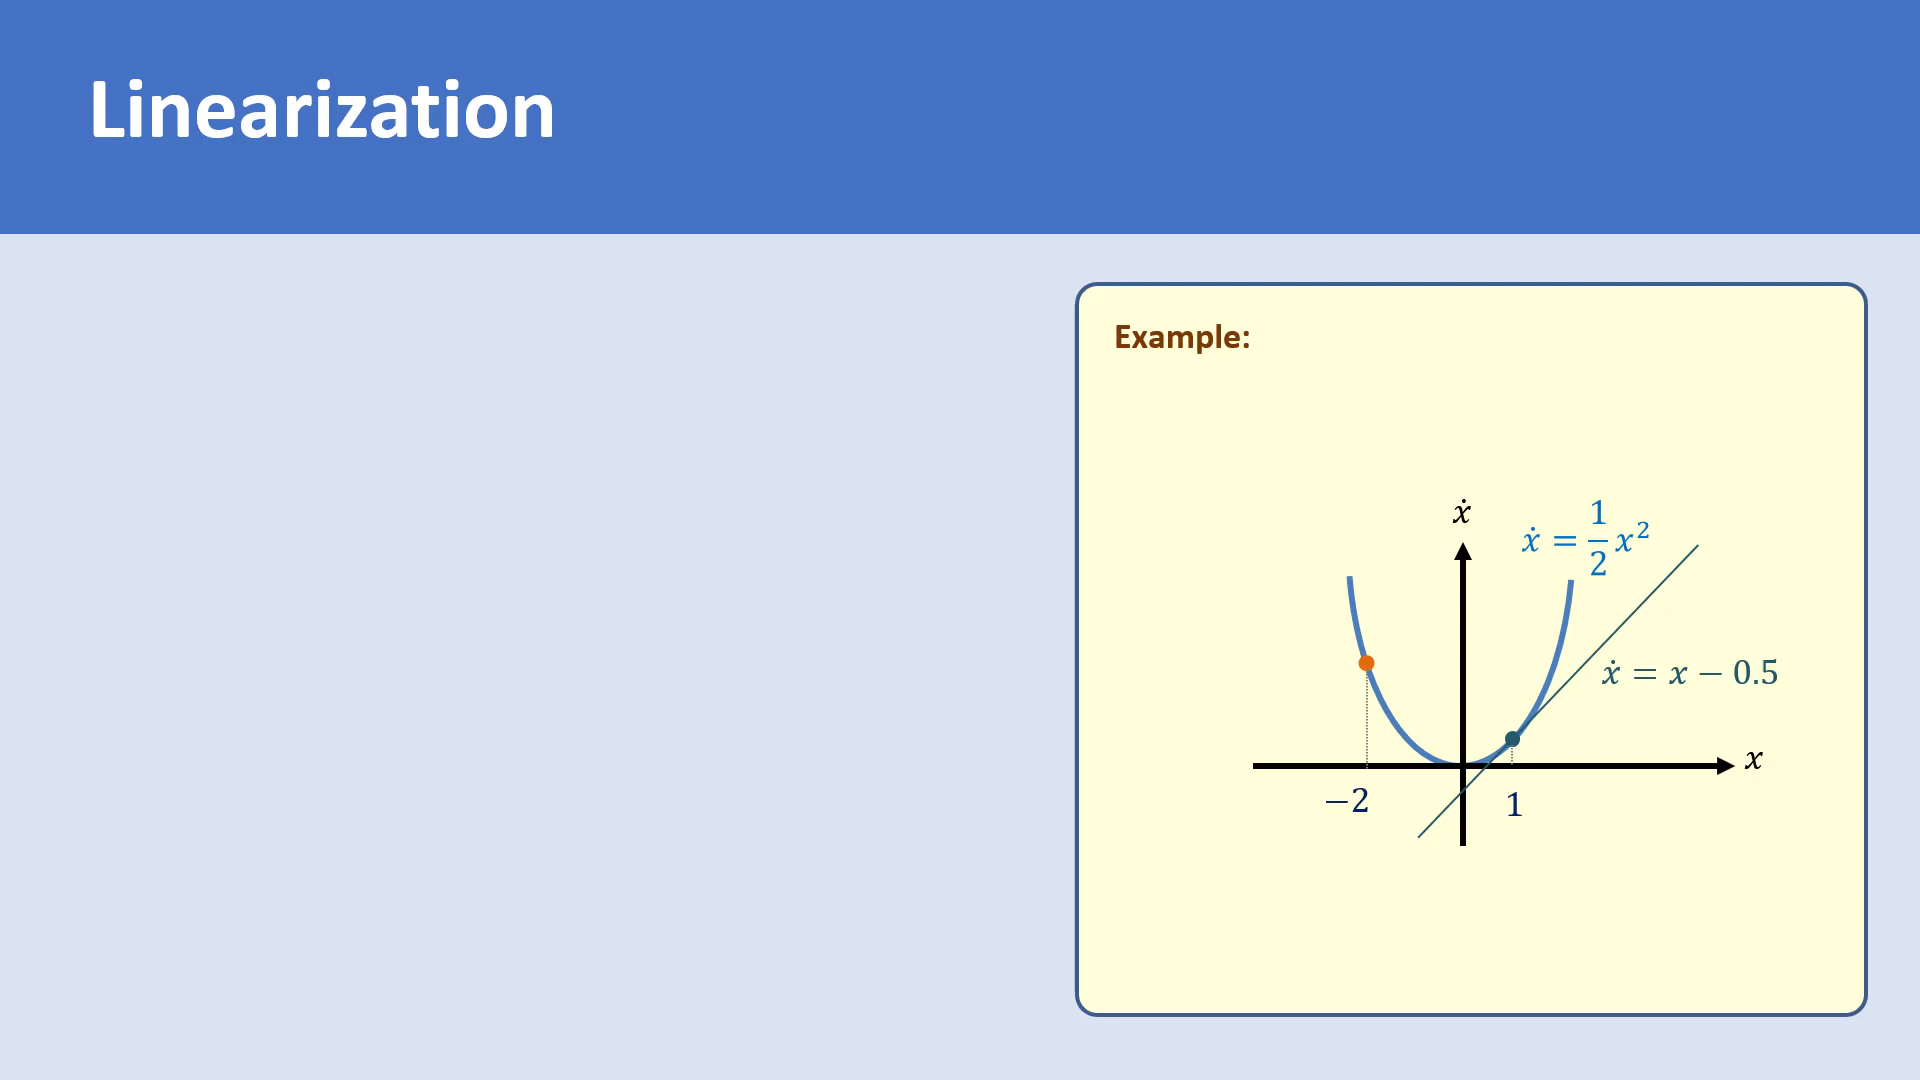 Linearization
Example:
ẋ
ẋ = 1/2 x²
ẋ = x − 0.5
x
−2
1